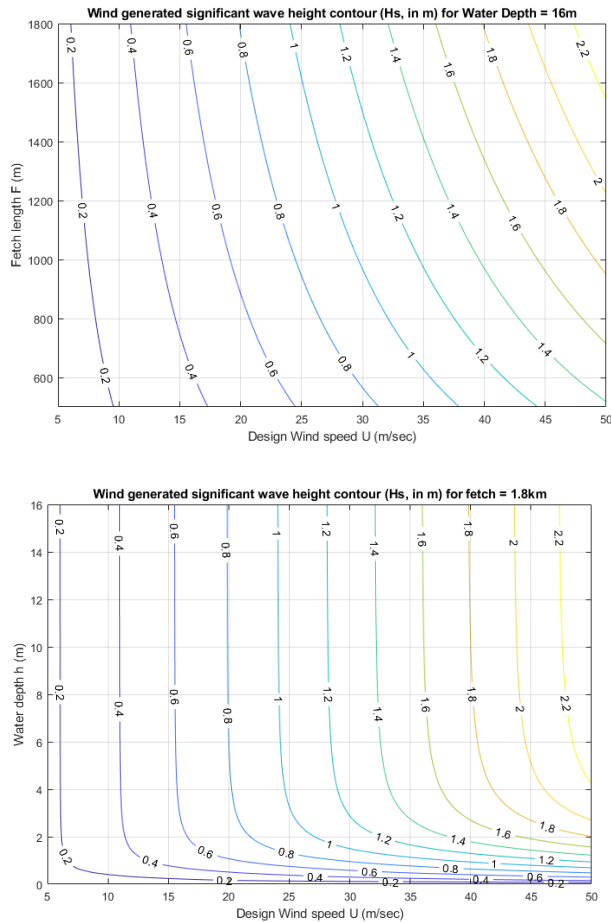 Wind generated significant wave height contour (Hs, in m) for Water Depth = 16m
1800
1600
1400
1200
1000
800
600
Fetch length F (m)
0.2 0.4 0.6 0.8 1 1.2 1.4 1.6 1.8 2.2
2
0.2 0.4 0.6 0.8 1 1.2 1.4 1.6 1.8
0.2 0.4 0.6 0.8 1 1.2 1.4
5 10 15 20 25 30 35 40 45 50
Design Wind speed U (m/sec)
Wind generated significant wave height contour (Hs, in m) for fetch = 1.8km
16
14
12
10
8
6
4
2
0
Water depth h (m)
0.2 0.4 0.6 0.8 1 1.2 1.4 1.6 1.8 2 2.2
0.2 0.4 0.6 0.8 1 1.2 1.4 1.6 1.8 2 2.2
0.2 0.4 0.6 0.8 1 1.2 1.4 1.6 1.8
0.2 0.4 0.6 0.8 1 1.2
0.2 0.4 0.6
5 10 15 20 25 30 35 40 45 50
Design Wind speed U (m/sec)